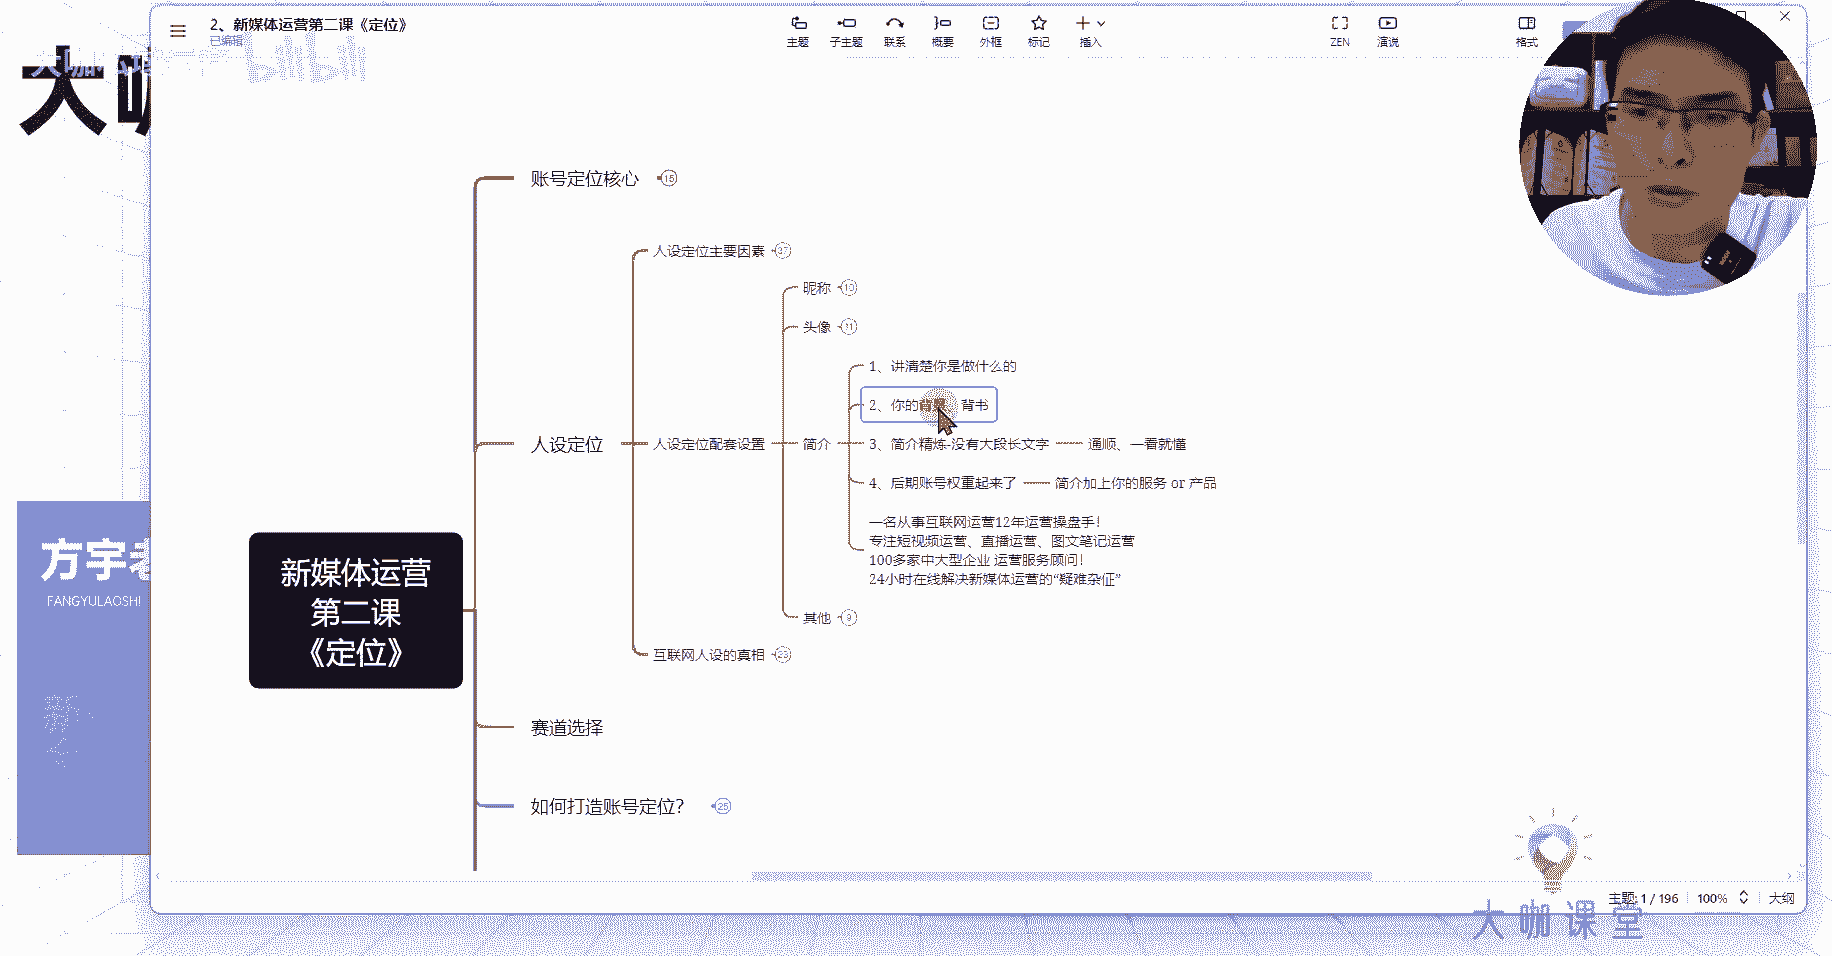 2、新媒体运营第二课《定位》
已编辑
主题
子主题
联系
概要
外框
标记
插入
ZEN
演说
格式
bilibili
大咖
账号定位核心
15
人设定位
人设定位主要因素
37
人设定位配套设置
昵称
10
头像
简介
1、讲清楚你是做什么的
2、你的背景、背书
3、简介精炼-没有大段长文字
通顺、一看就懂
4、后期账号权重起来了
简介加上你的服务 or 产品
一名从事互联网运营12年运营操盘手！
专注短视频运营、直播运营、图文笔记运营
100多家中大型企业 运营服务顾问！
24小时在线解决新媒体运营的“疑难杂症”
其他
9
互联网人设的真相
23
新媒体运营
第二课
《定位》
赛道选择
如何打造账号定位？
25
方宇老
FANGYULAOSHI
主题: 1 / 196
100%
大纲
大咖课堂